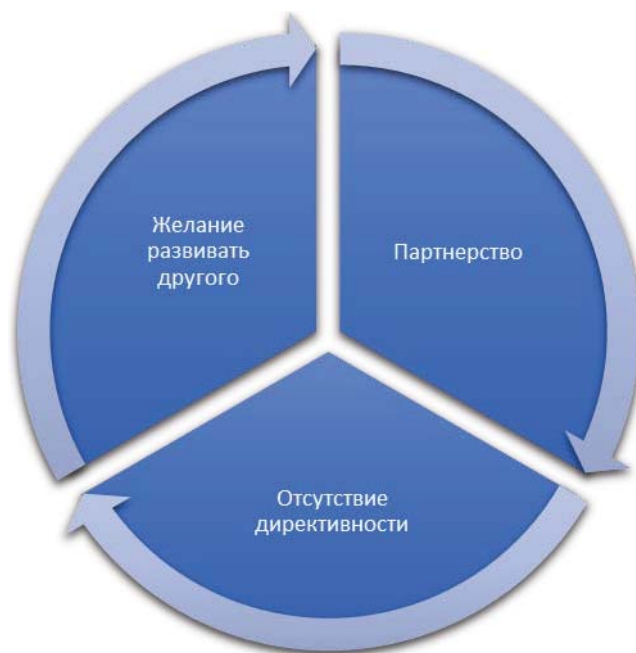 Желание
развивать
другого
Партнерство
Отсутствие
директивности